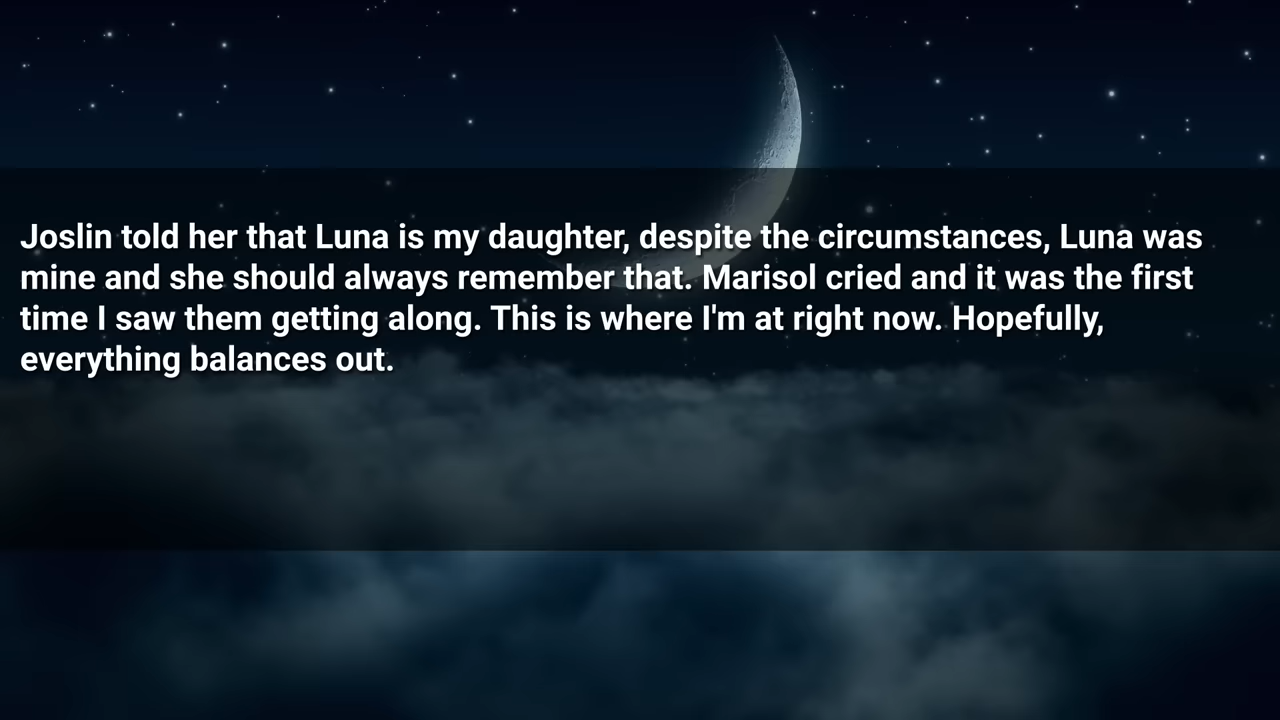 Joslin told her that Luna is my daughter, despite the circumstances, Luna was
mine and she should always remember that. Marisol cried and it was the first
time I saw them getting along. This is where I'm at right now. Hopefully,
everything balances out.